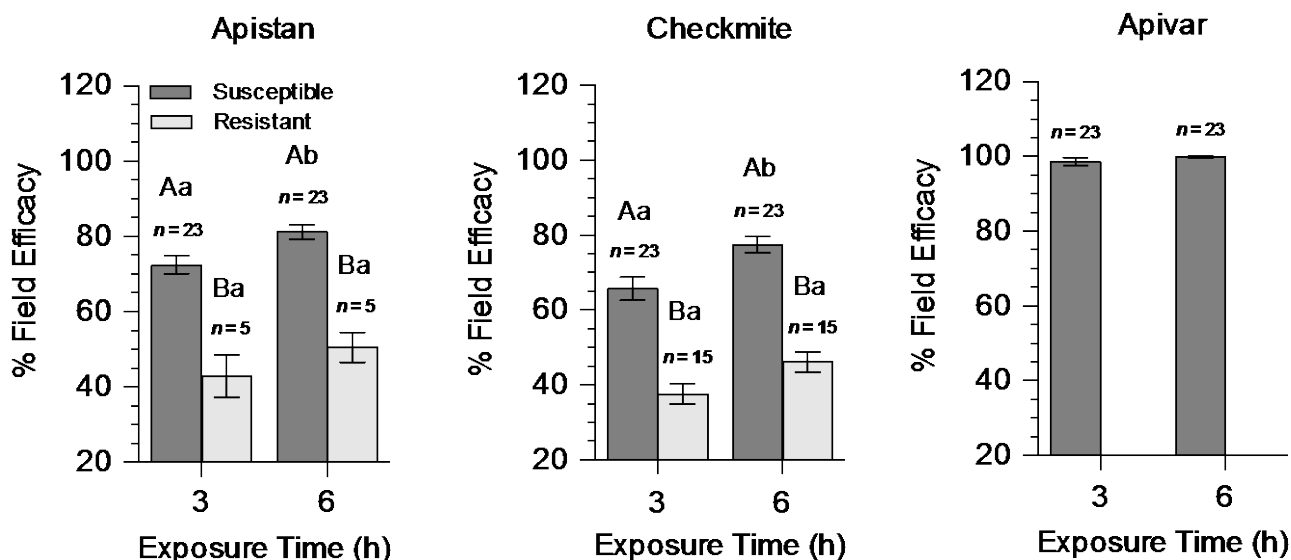 Apistan
120
100
80
60
40
20
% Field Efficacy
Susceptible
Resistant
Aa
n=23
Ba
n=5
Ab
n=23
Ba
n=5
3
6
Exposure Time (h)
Checkmite
120
100
80
60
40
20
% Field Efficacy
Aa
n=23
Ba
n=15
Ab
n=23
Ba
n=15
3
6
Exposure Time (h)
Apivar
120
100
80
60
40
20
% Field Efficacy
n=23
n=23
3
6
Exposure Time (h)